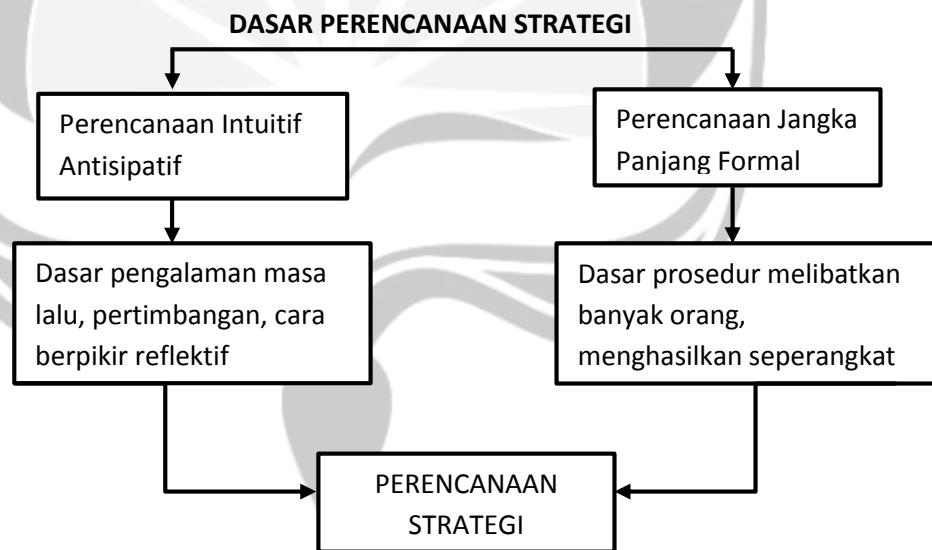 DASAR PERENCANAAN STRATEGI
Perencanaan Intuitif
Antisipatif
Perencanaan Jangka
Panjang Formal
Dasar pengalaman masa
lalu, pertimbangan, cara
berpikir reflektif
Dasar prosedur melibatkan
banyak orang,
menghasilkan seperangkat
PERENCANAAN
STRATEGI